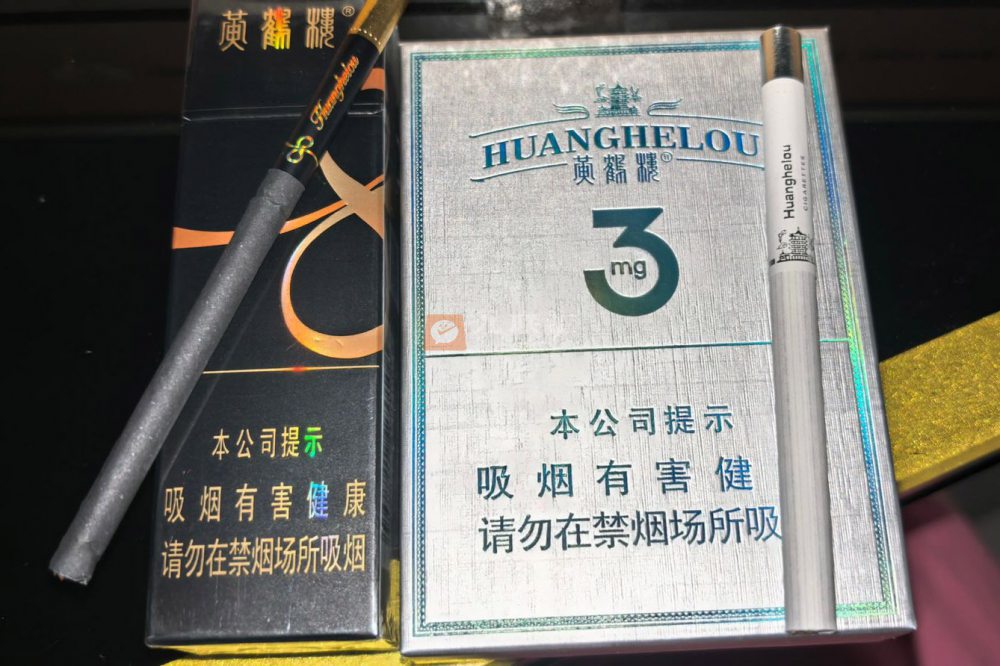 黄鹤楼®
Huanghelou
本公司提示
吸烟有害健康
请勿在禁烟场所吸烟
HUANGHELOU
黄鹤楼®
3
mg
本公司提示
吸烟有害健
请勿在禁烟场所吸
Huanghelou
CIGARETTES